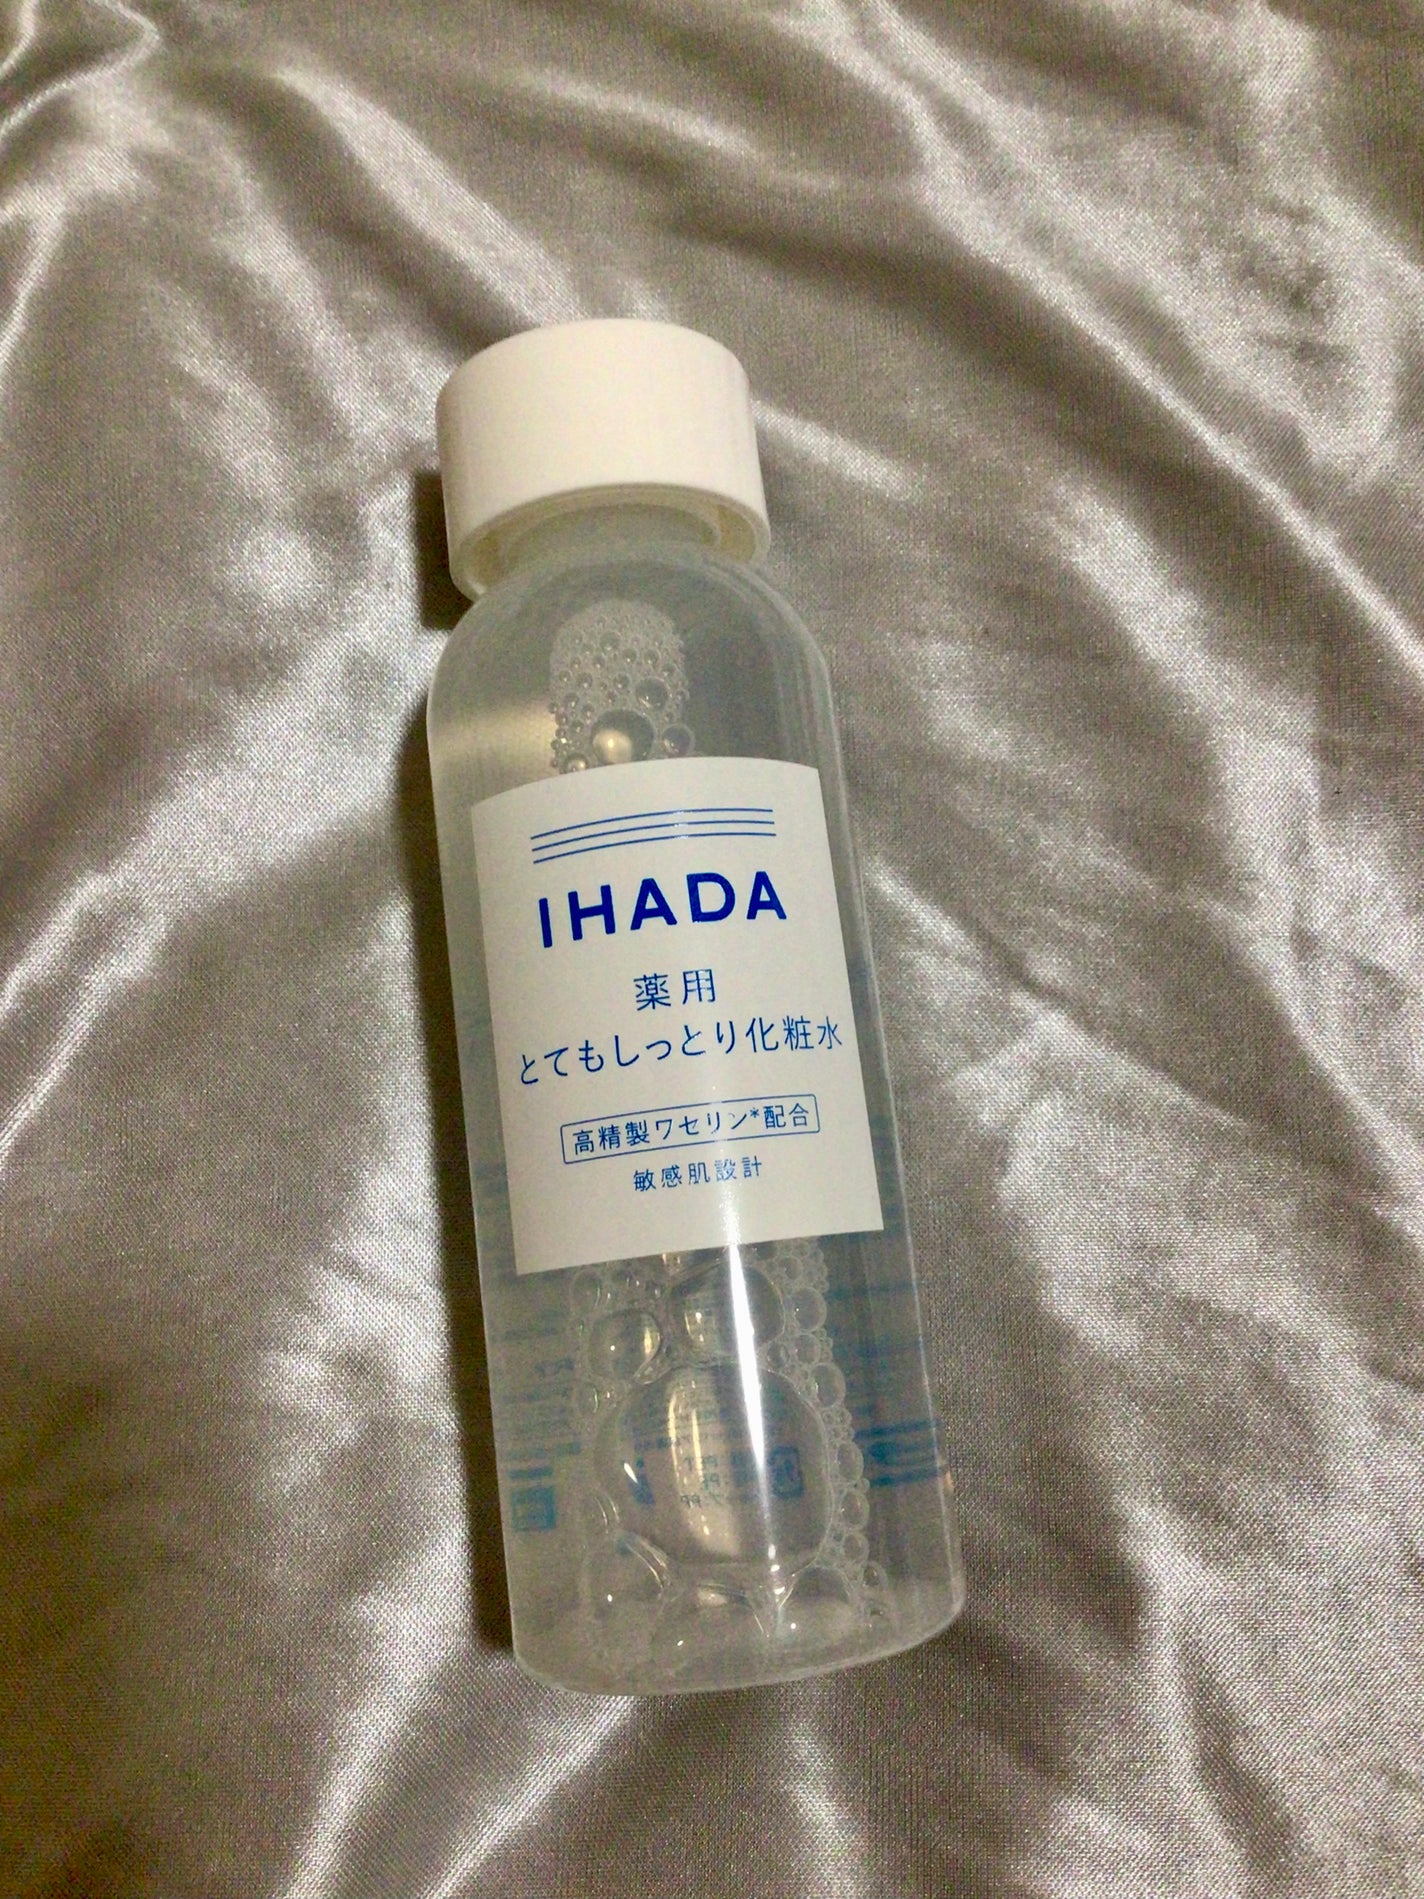 IHADA
薬用
とてもしっとり化粧水
高精製ワセリン*配合
敏感肌設計